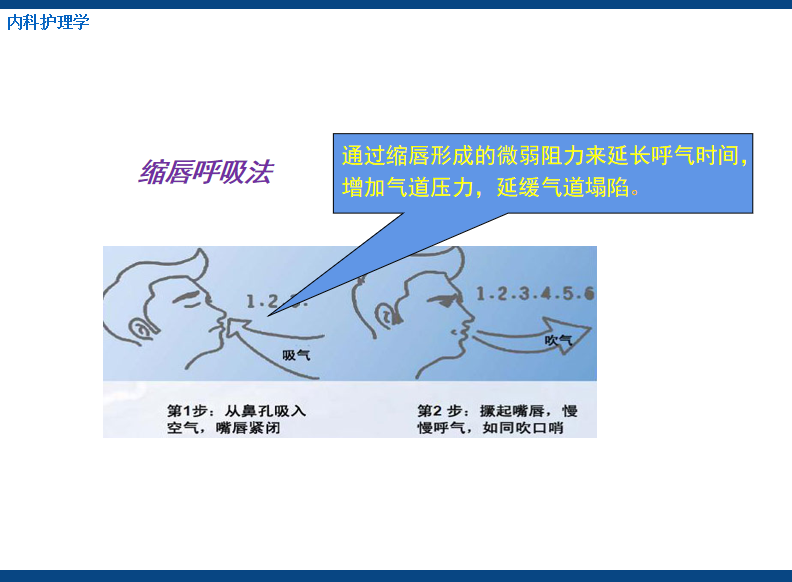 内科护理学
缩唇呼吸法
通过缩唇形成的微弱阻力来延长呼气时间，
增加气道压力，延缓气道塌陷。
1.2.3.
1.2.3.4.5.6
吸气
吹气
第1步：从鼻孔吸入
空气，嘴唇紧闭
第2 步：撅起嘴唇，慢
慢呼气，如同吹口哨